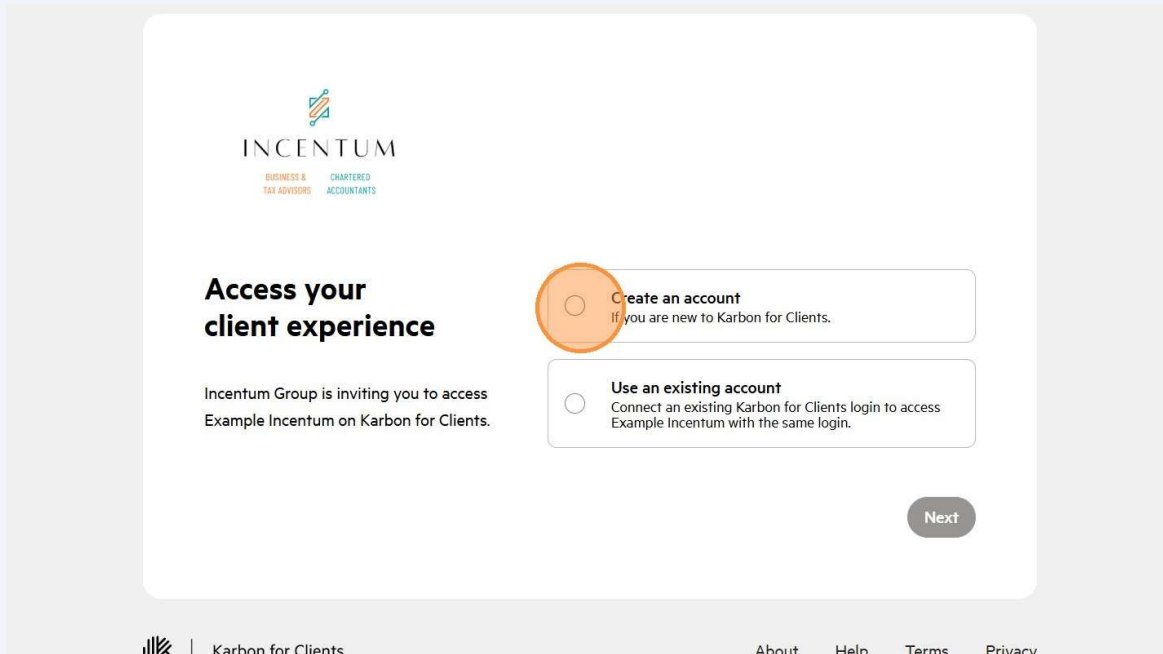 INCENTUM
BUSINESS & CHARTERED
TAX ADVISORS ACCOUNTANTS
Access your
client experience
Incentum Group is inviting you to access
Example Incentum on Karbon for Clients.
Create an account
If you are new to Karbon for Clients.
Use an existing account
Connect an existing Karbon for Clients login to access
Example Incentum with the same login.
Next
Karbon for Clients About Help Terms Privacy